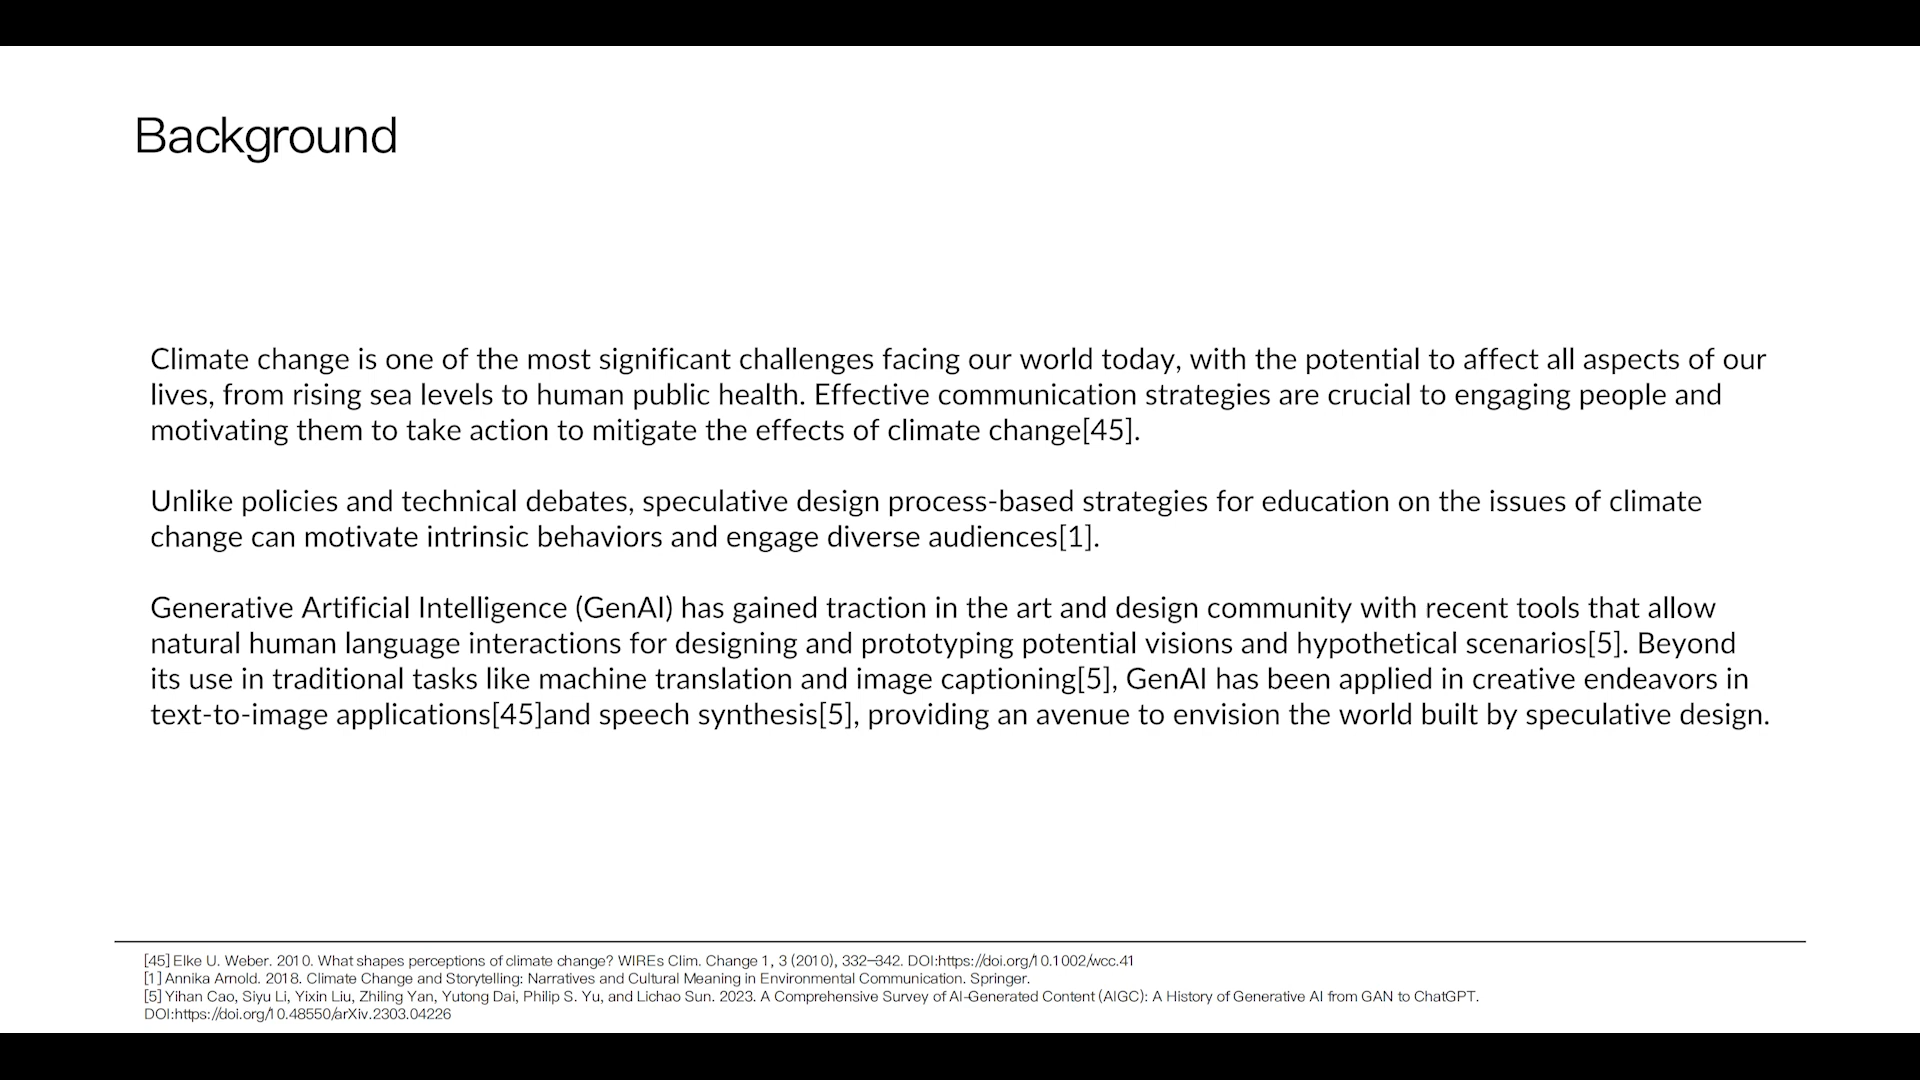 Background
Climate change is one of the most significant challenges facing our world today, with the potential to affect all aspects of our
lives, from rising sea levels to human public health. Effective communication strategies are crucial to engaging people and
motivating them to take action to mitigate the effects of climate change[45].
Unlike policies and technical debates, speculative design process-based strategies for education on the issues of climate
change can motivate intrinsic behaviors and engage diverse audiences[1].
Generative Artificial Intelligence (GenAI) has gained traction in the art and design community with recent tools that allow
natural human language interactions for designing and prototyping potential visions and hypothetical scenarios[5]. Beyond
its use in traditional tasks like machine translation and image captioning[5], GenAI has been applied in creative endeavors in
text-to-image applications[45]and speech synthesis[5], providing an avenue to envision the world built by speculative design.
[45] Elke U. Weber. 2010. What shapes perceptions of climate change? WIREs Clim. Change 1, 3 (2010), 332–342. DOI:https://doi.org/10.1002/wcc.41
[1] Annika Arnold. 2018. Climate Change and Storytelling: Narratives and Cultural Meaning in Environmental Communication. Springer.
[5] Yihan Cao, Siyu Li, Yixin Liu, Zhiling Yan, Yutong Dai, Philip S. Yu, and Lichao Sun. 2023. A Comprehensive Survey of AI-Generated Content (AIGC): A History of Generative AI from GAN to ChatGPT.
DOI:https://doi.org/10.48550/arXiv.2303.04226